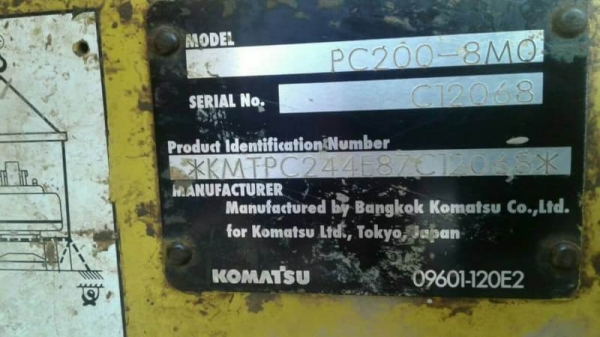 MODEL
PC200-8M0
SERIAL No.
C12068
Product Identification Number
*KMTPC244E87C12068*
MANUFACTURER
Manufactured by Bangkok Komatsu Co.,Ltd.
for Komatsu Ltd., Tokyo, Japan
KOMATSU
09601-120E2